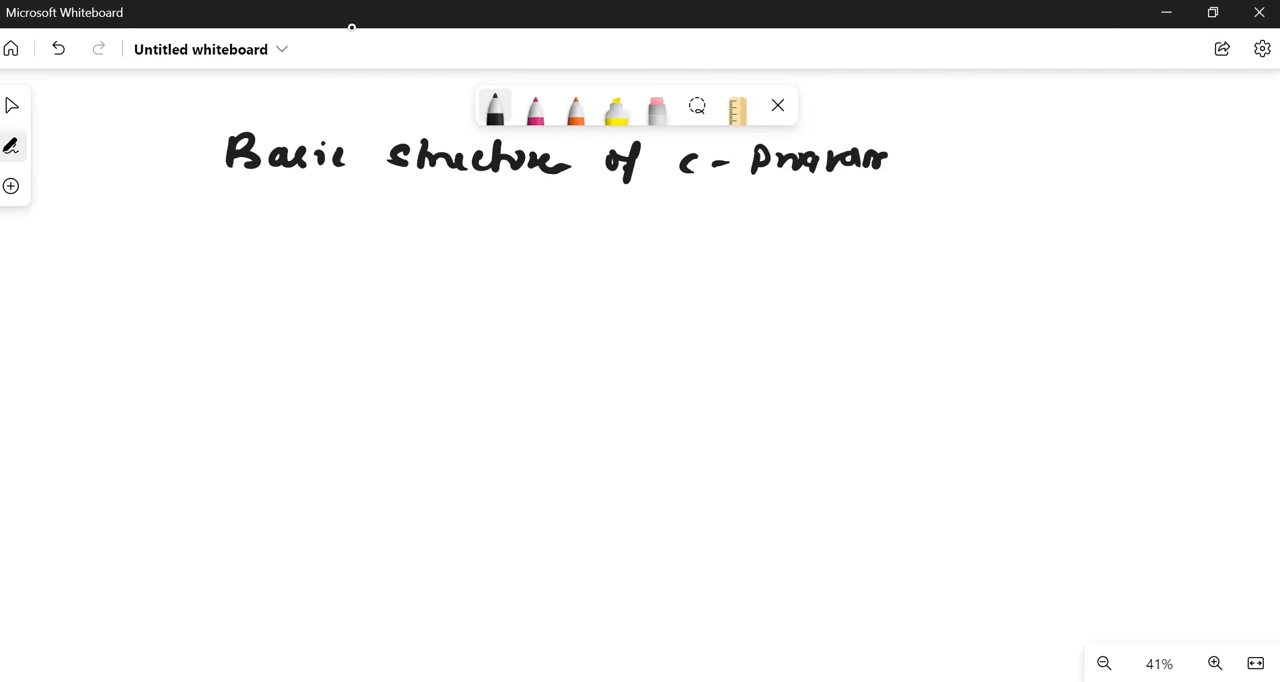 Microsoft Whiteboard
Untitled whiteboard
Basic structure of c - Program
41%